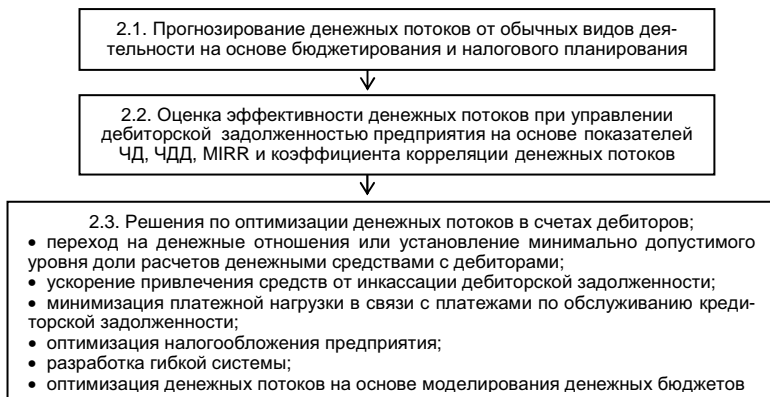 2.1. Прогнозирование денежных потоков от обычных видов дея-
тельности на основе бюджетирования и налогового планирования
2.2. Оценка эффективности денежных потоков при управлении
дебиторской задолженностью предприятия на основе показателей
ЧД, ЧДД, MIRR и коэффициента корреляции денежных потоков
2.3. Решения по оптимизации денежных потоков в счетах дебиторов;
• переход на денежные отношения или установление минимально допустимого
уровня доли расчетов денежными средствами с дебиторами;
• ускорение привлечения средств от инкассации дебиторской задолженности;
• минимизация платежной нагрузки в связи с платежами по обслуживанию креди-
торской задолженности;
• оптимизация налогообложения предприятия;
• разработка гибкой системы;
• оптимизация денежных потоков на основе моделирования денежных бюджетов